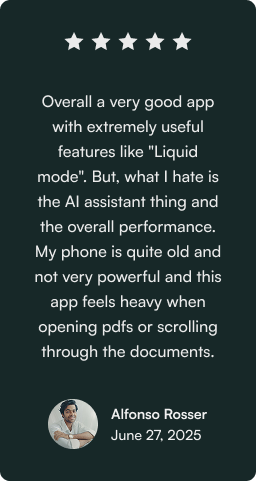 Overall a very good app
with extremely useful
features like "Liquid
mode". But, what I hate is
the AI assistant thing and
the overall performance.
My phone is quite old and
not very powerful and this
app feels heavy when
opening pdfs or scrolling
through the documents.
Alfonso Rosser
June 27, 2025